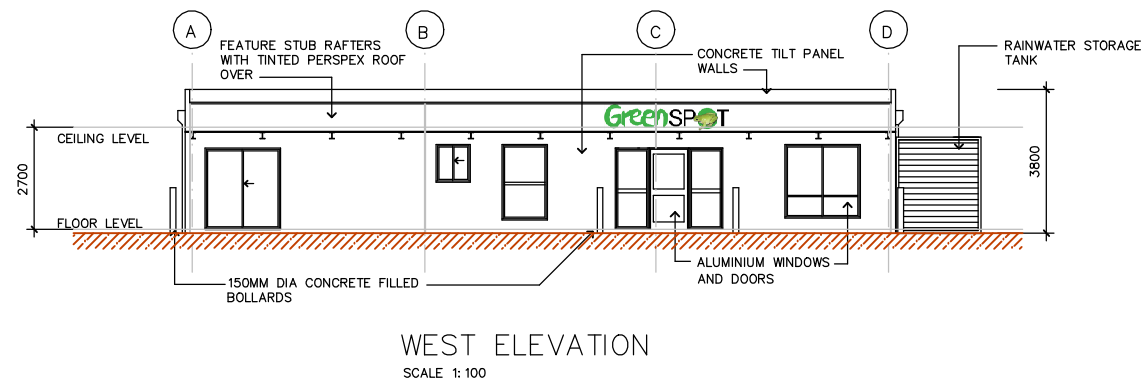 A
B
C
D
FEATURE STUB RAFTERS
WITH TINTED PERSPEX ROOF
OVER
CONCRETE TILT PANEL
WALLS
RAINWATER STORAGE
TANK
GreenSPOT
CEILING LEVEL
2700
3800
FLOOR LEVEL
150MM DIA CONCRETE FILLED
BOLLARDS
ALUMINIUM WINDOWS
AND DOORS
WEST ELEVATION
SCALE 1:100